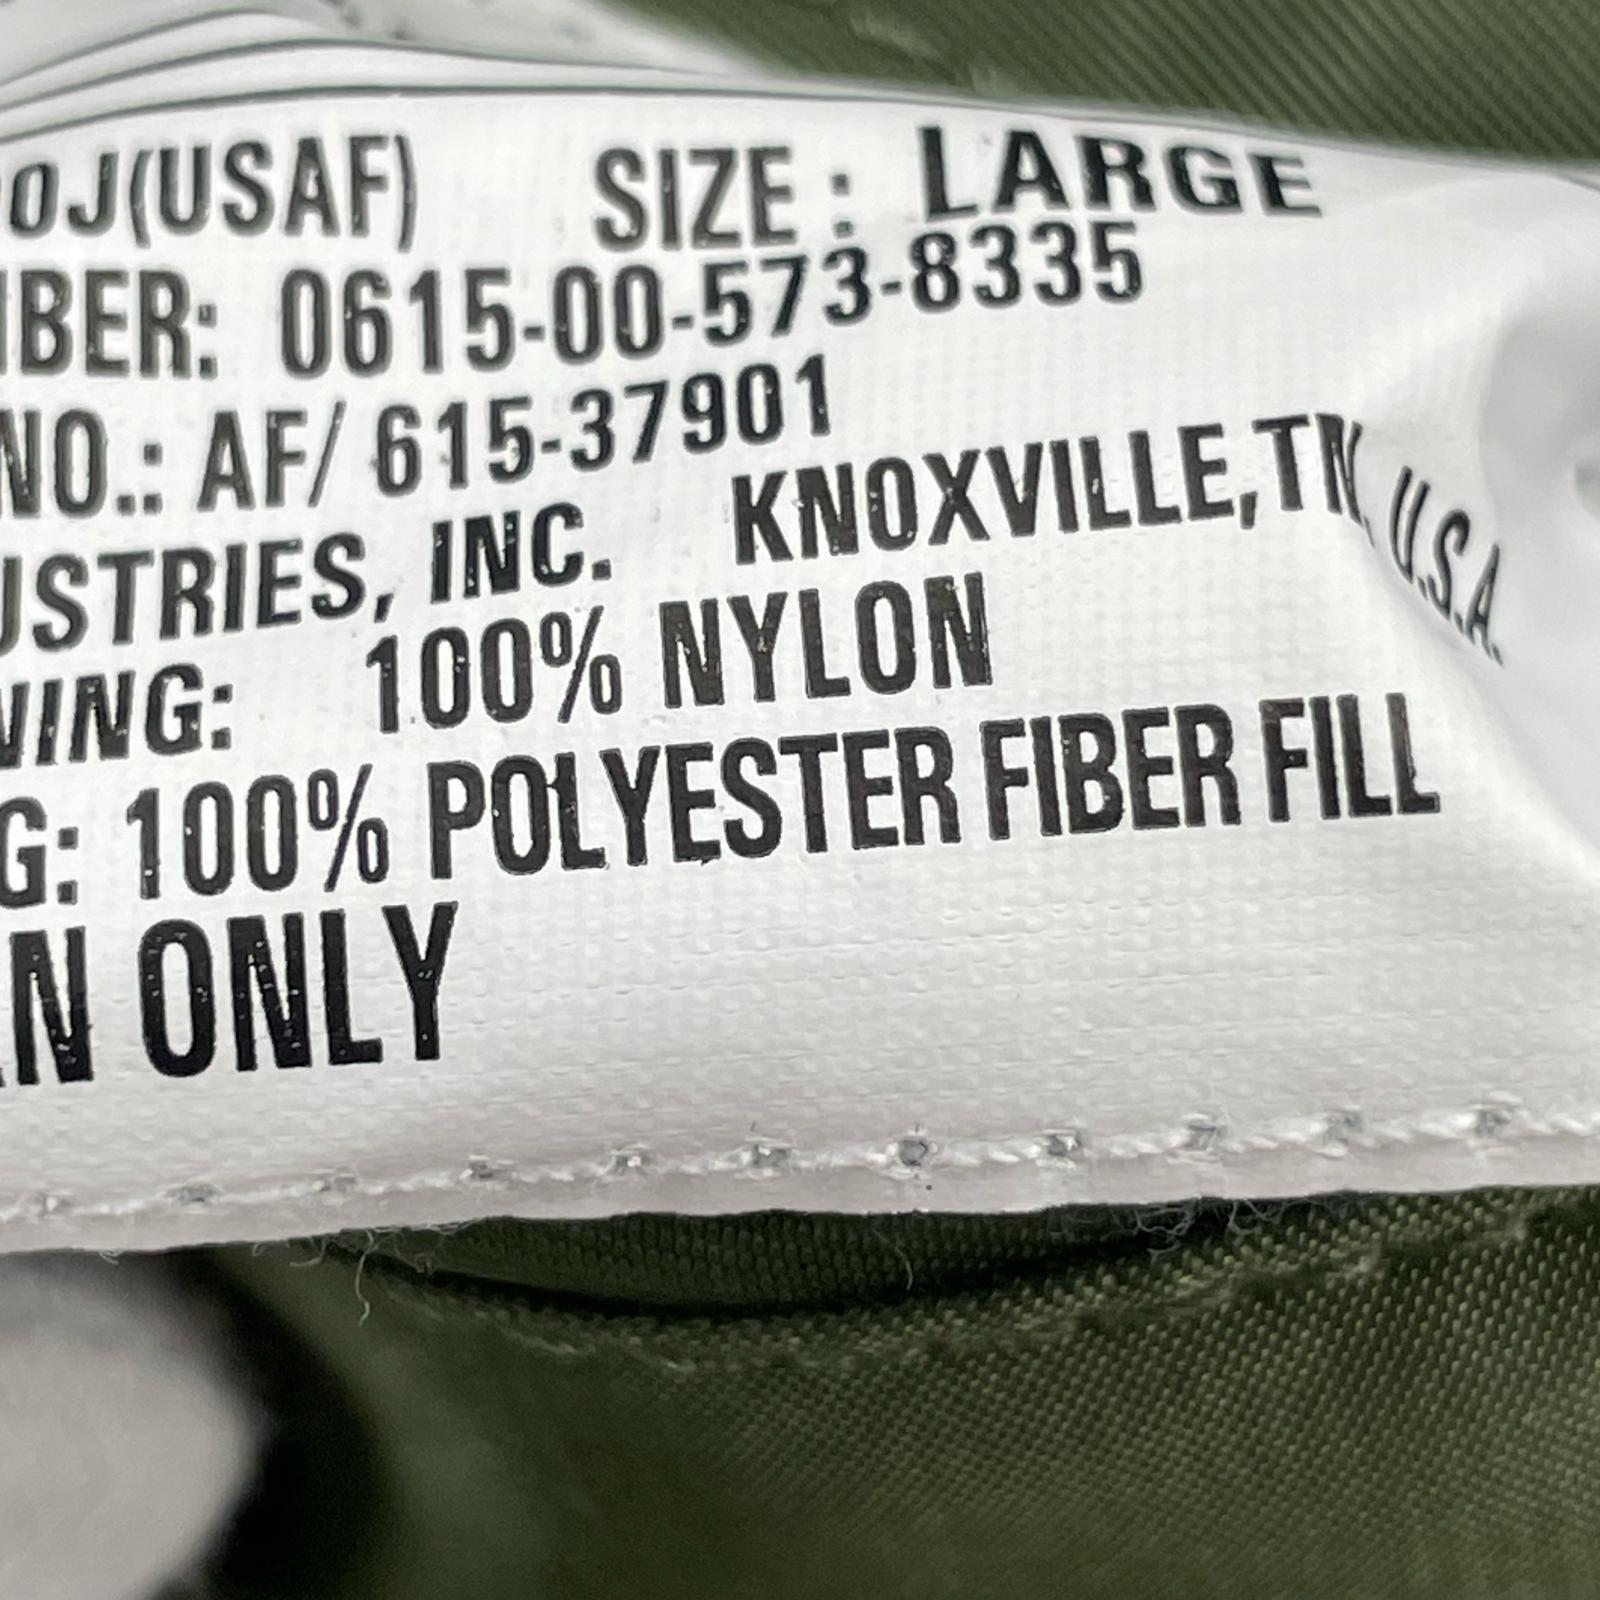 0J(USAF) SIZE : LARGE
BER: 0615-00-573-8335
NO.: AF/ 615-37901
USTRIES, INC. KNOXVILLE,TN. U.S.A.
NING: 100% NYLON
G: 100% POLYESTER FIBER FILL
N ONLY